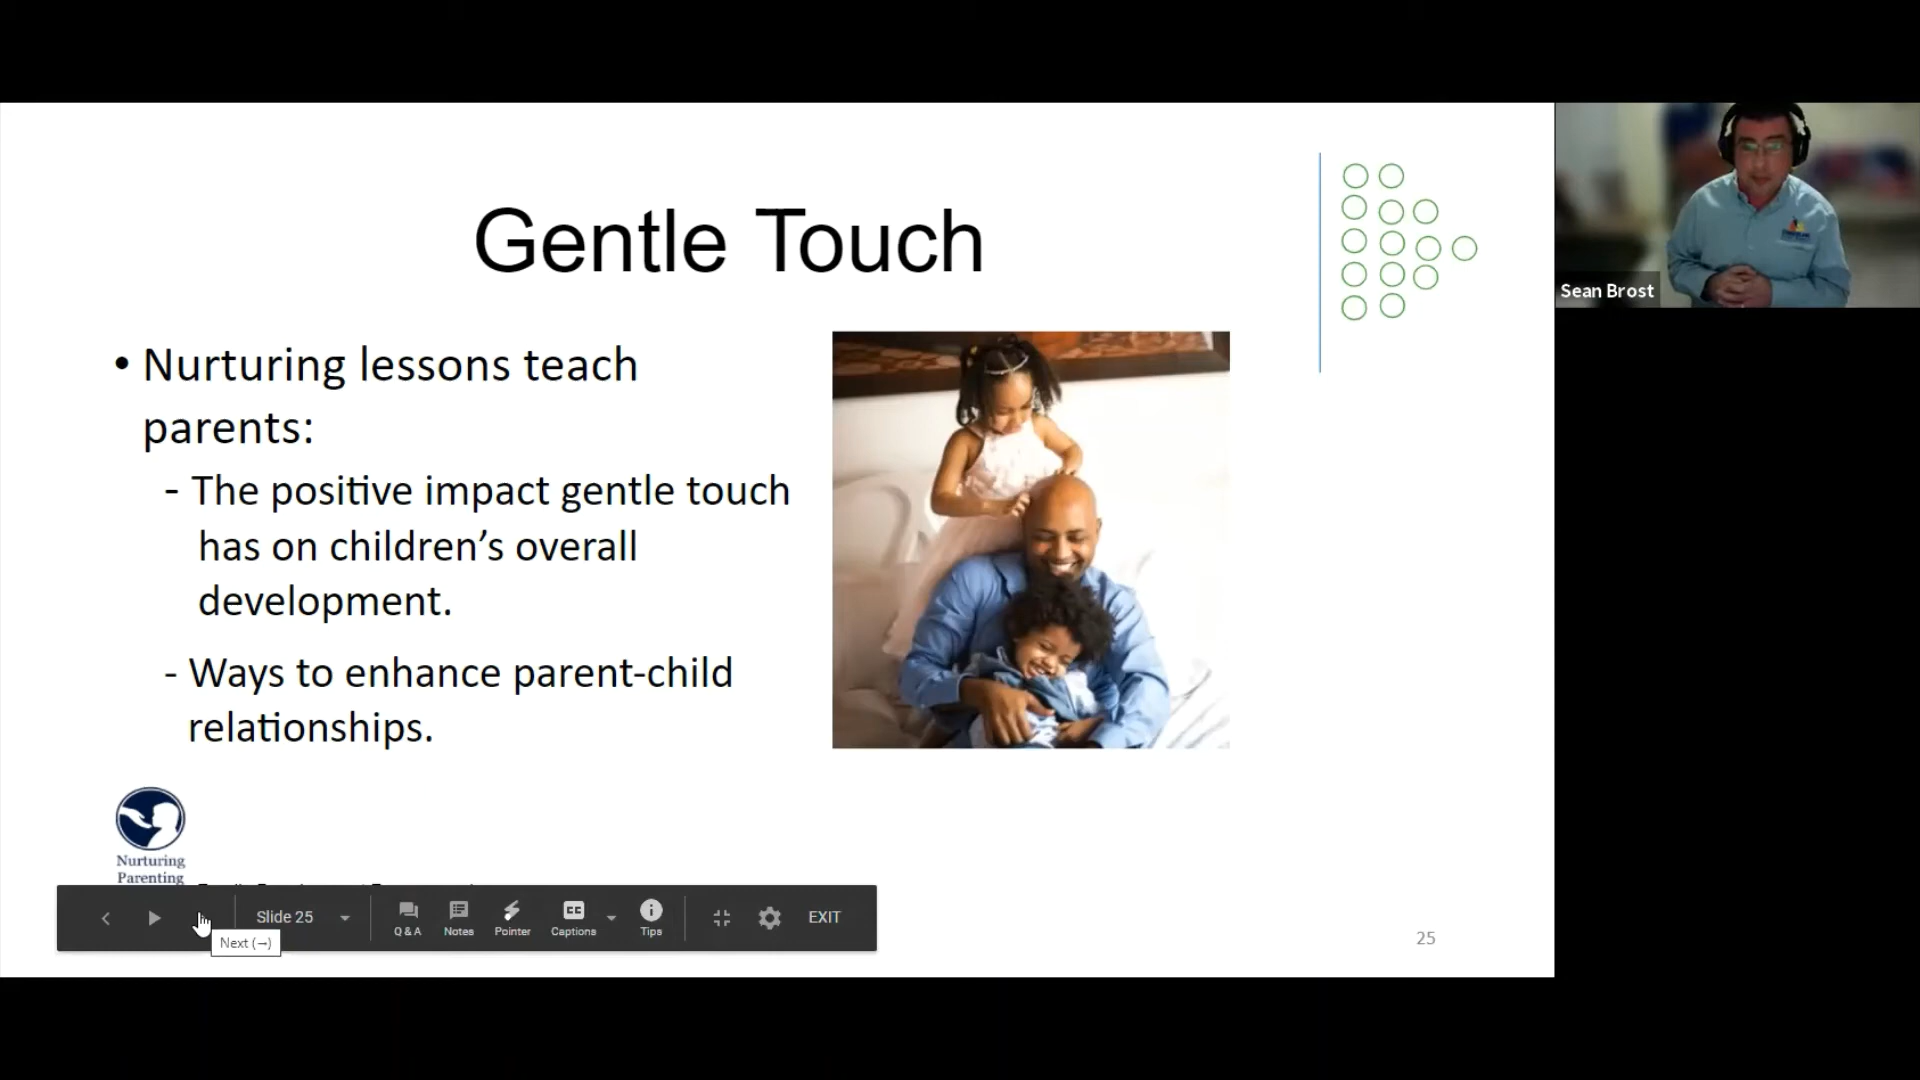 Gentle Touch
• Nurturing lessons teach
parents:
- The positive impact gentle touch
has on children’s overall
development.
- Ways to enhance parent-child
relationships.
Nurturing
Parenting
Slide 25
Q & A
Notes
Pointer
Captions
Tips
EXIT
Next (→)
25
Sean Brost